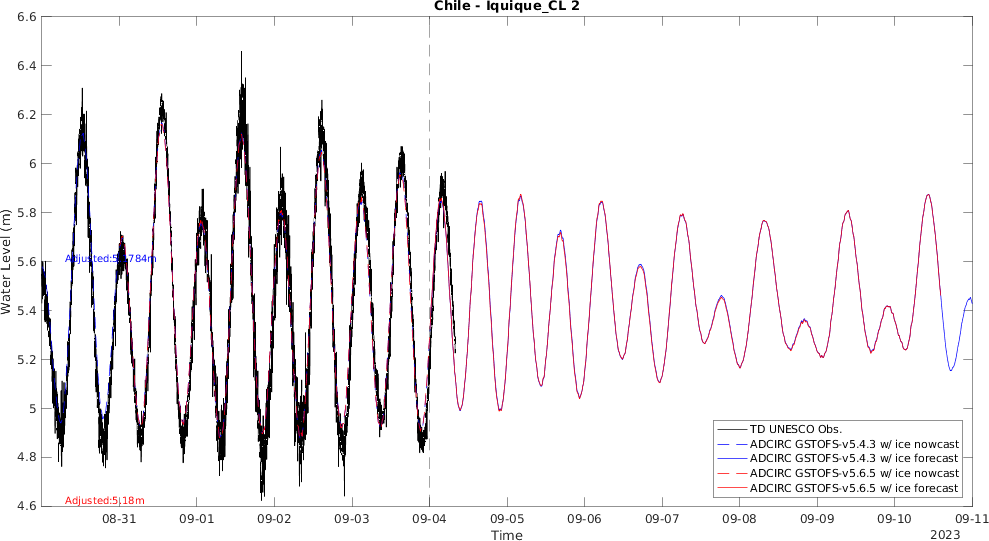 Chile - Iquique_CL 2
6.6
6.4
6.2
6
5.8
5.6
5.4
5.2
5
4.8
4.6
Water Level (m)
Adjusted:5.1784m
Adjusted:5.18m
TD UNESCO Obs.
ADCIRC GSTOFS-v5.4.3 w/ ice nowcast
ADCIRC GSTOFS-v5.4.3 w/ ice forecast
ADCIRC GSTOFS-v5.6.5 w/ ice nowcast
ADCIRC GSTOFS-v5.6.5 w/ ice forecast
08-31 09-01 09-02 09-03 09-04 09-05 09-06 09-07 09-08 09-09 09-10 09-11
Time
2023